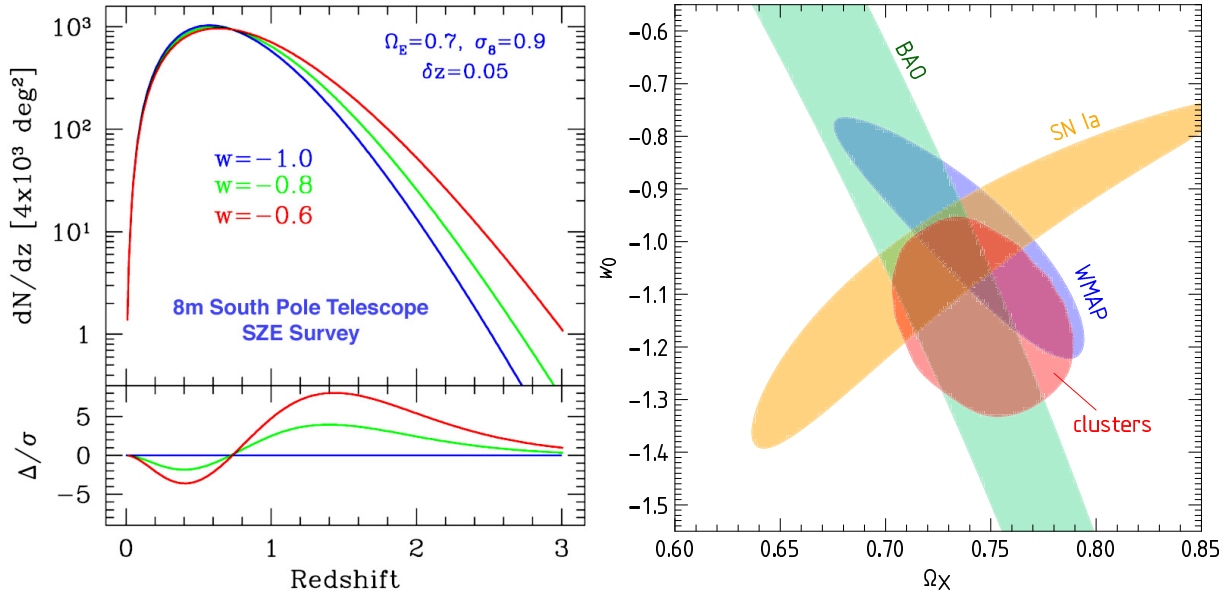 10³
10²
10¹
1
dN/dz [4x10³ deg²]
Ω_E=0.7, σ₈=0.9
δz=0.05
w=−1.0
w=−0.8
w=−0.6
8m South Pole Telescope
SZE Survey
5
0
−5
Δ/σ
0
1
2
3
Redshift
-0.6
-0.7
-0.8
-0.9
-1.0
-1.1
-1.2
-1.3
-1.4
-1.5
w₀
BAO
SN Ia
WMAP
clusters
0.60
0.65
0.70
0.75
0.80
0.85
Ω_X